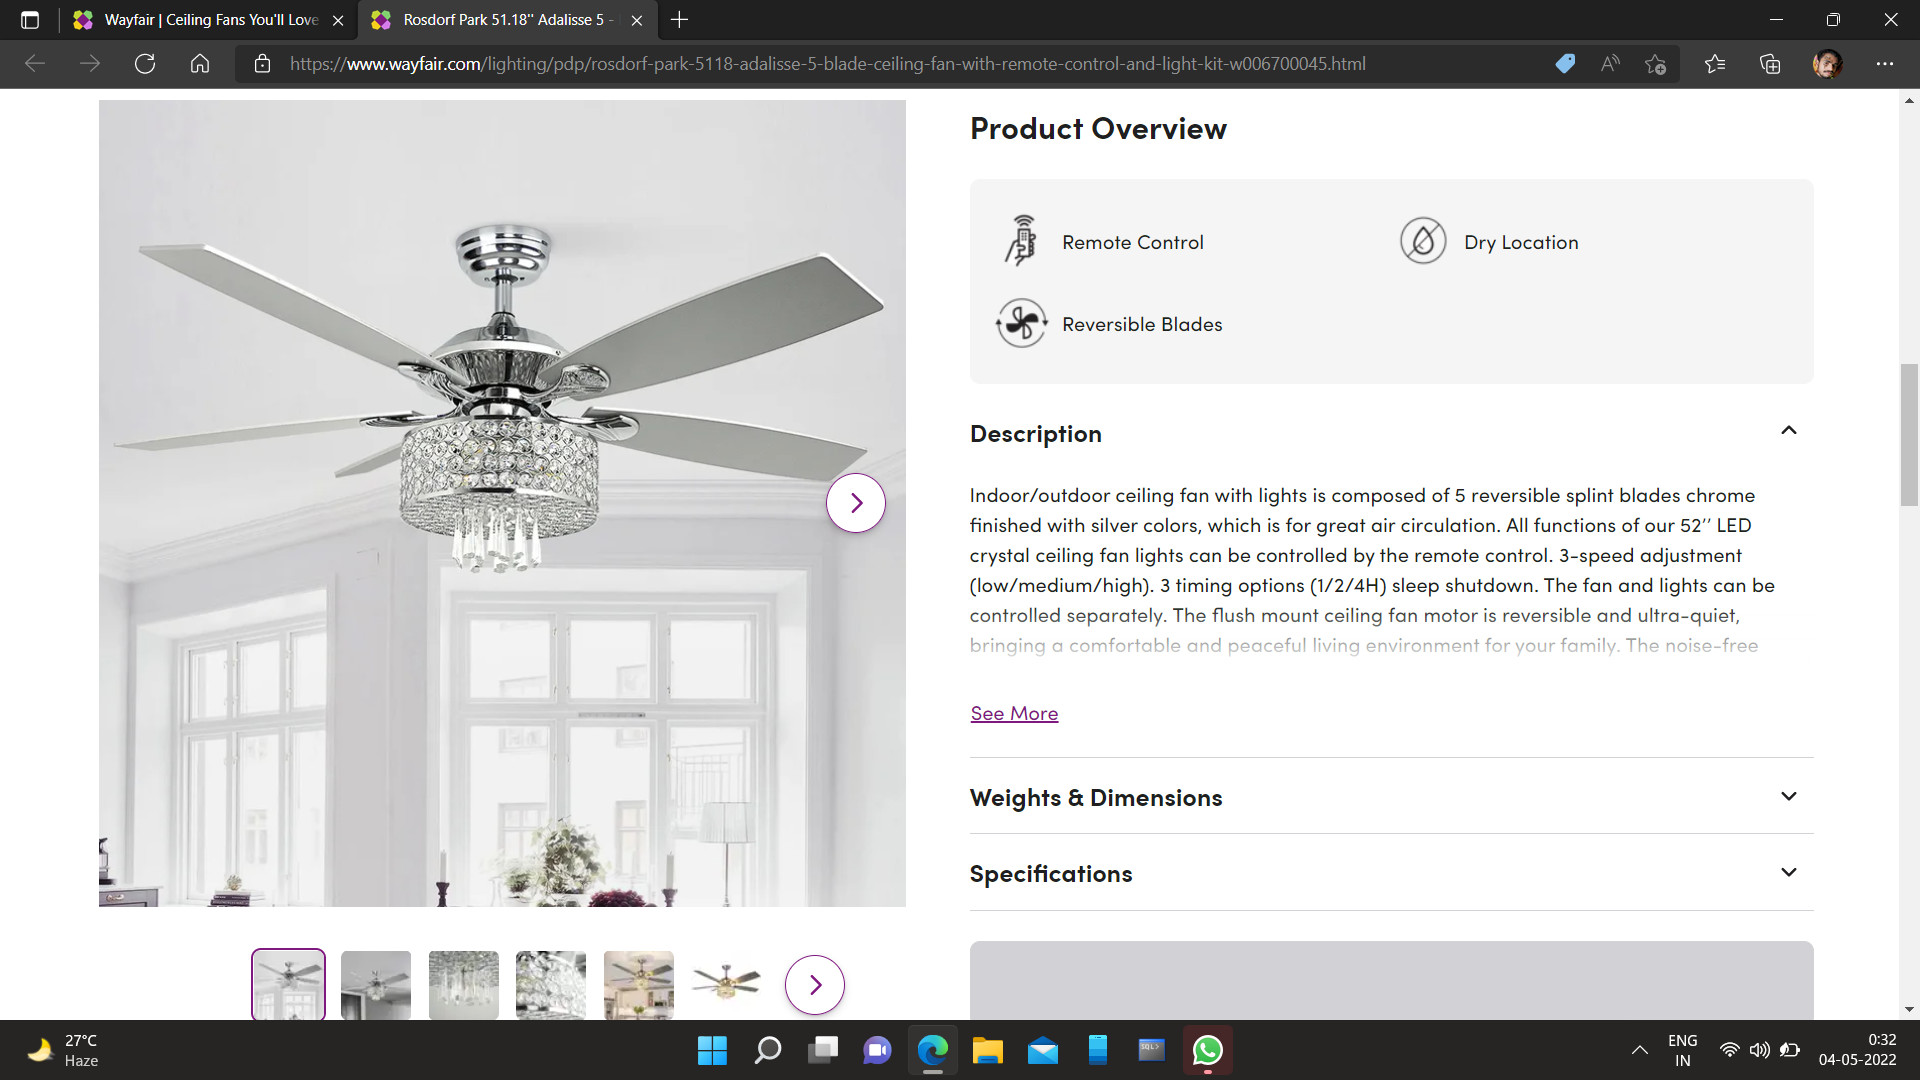 Wayfair | Ceiling Fans You'll Love
Rosdorf Park 51.18'' Adalisse 5 -
https://www.wayfair.com/lighting/pdp/rosdorf-park-5118-adalisse-5-blade-ceiling-fan-with-remote-control-and-light-kit-w006700045.html
Product Overview
Remote Control
Dry Location
Reversible Blades
Description
Indoor/outdoor ceiling fan with lights is composed of 5 reversible splint blades chrome
finished with silver colors, which is for great air circulation. All functions of our 52′′ LED
crystal ceiling fan lights can be controlled by the remote control. 3-speed adjustment
(low/medium/high). 3 timing options (1/2/4H) sleep shutdown. The fan and lights can be
controlled separately. The flush mount ceiling fan motor is reversible and ultra-quiet,
bringing a comfortable and peaceful living environment for your family. The noise-free
See More
Weights & Dimensions
Specifications
27°C
Haze
SQL>
ENG
IN
0:32
04-05-2022